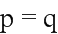 p = q